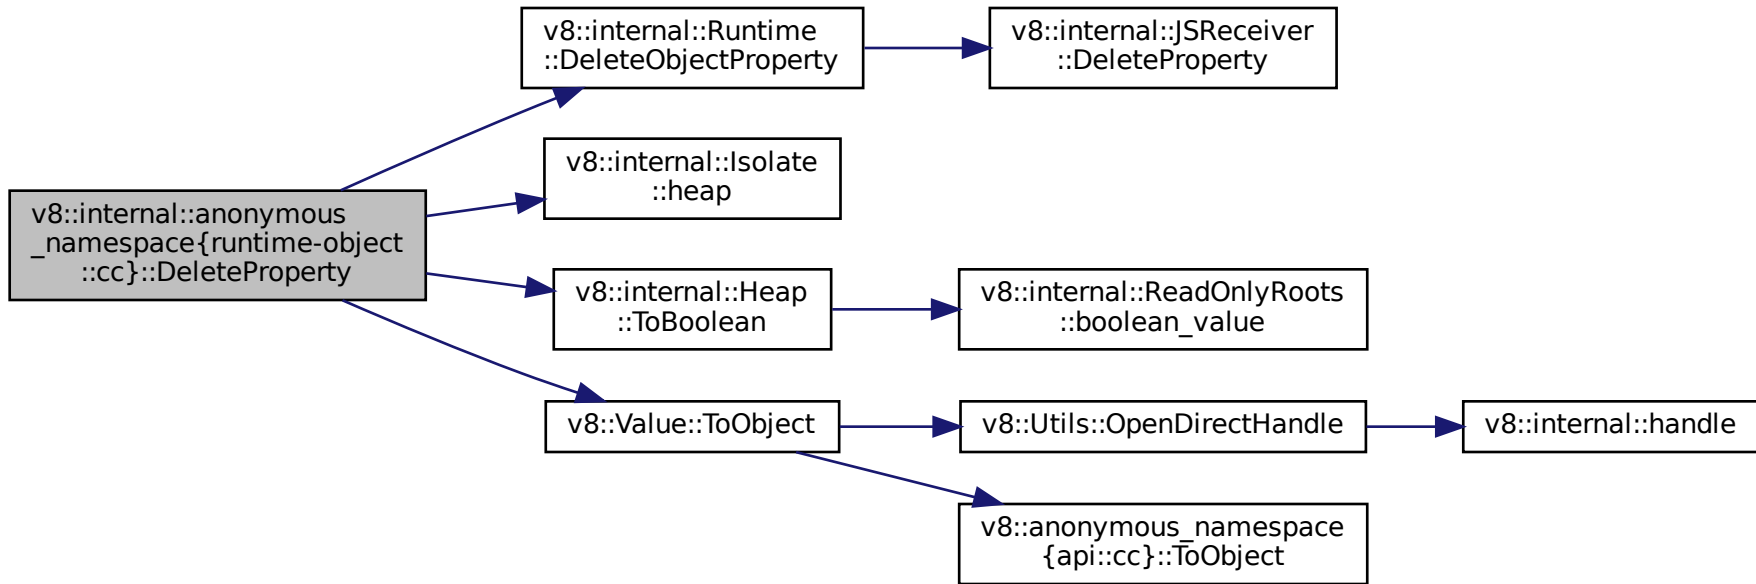 v8::internal::Runtime
::DeleteObjectProperty
v8::internal::JSReceiver
::DeleteProperty
v8::internal::Isolate
::heap
v8::internal::anonymous
_namespace{runtime-object
::cc}::DeleteProperty
v8::internal::Heap
::ToBoolean
v8::internal::ReadOnlyRoots
::boolean_value
v8::Value::ToObject
v8::Utils::OpenDirectHandle
v8::internal::handle
v8::anonymous_namespace
{api::cc}::ToObject